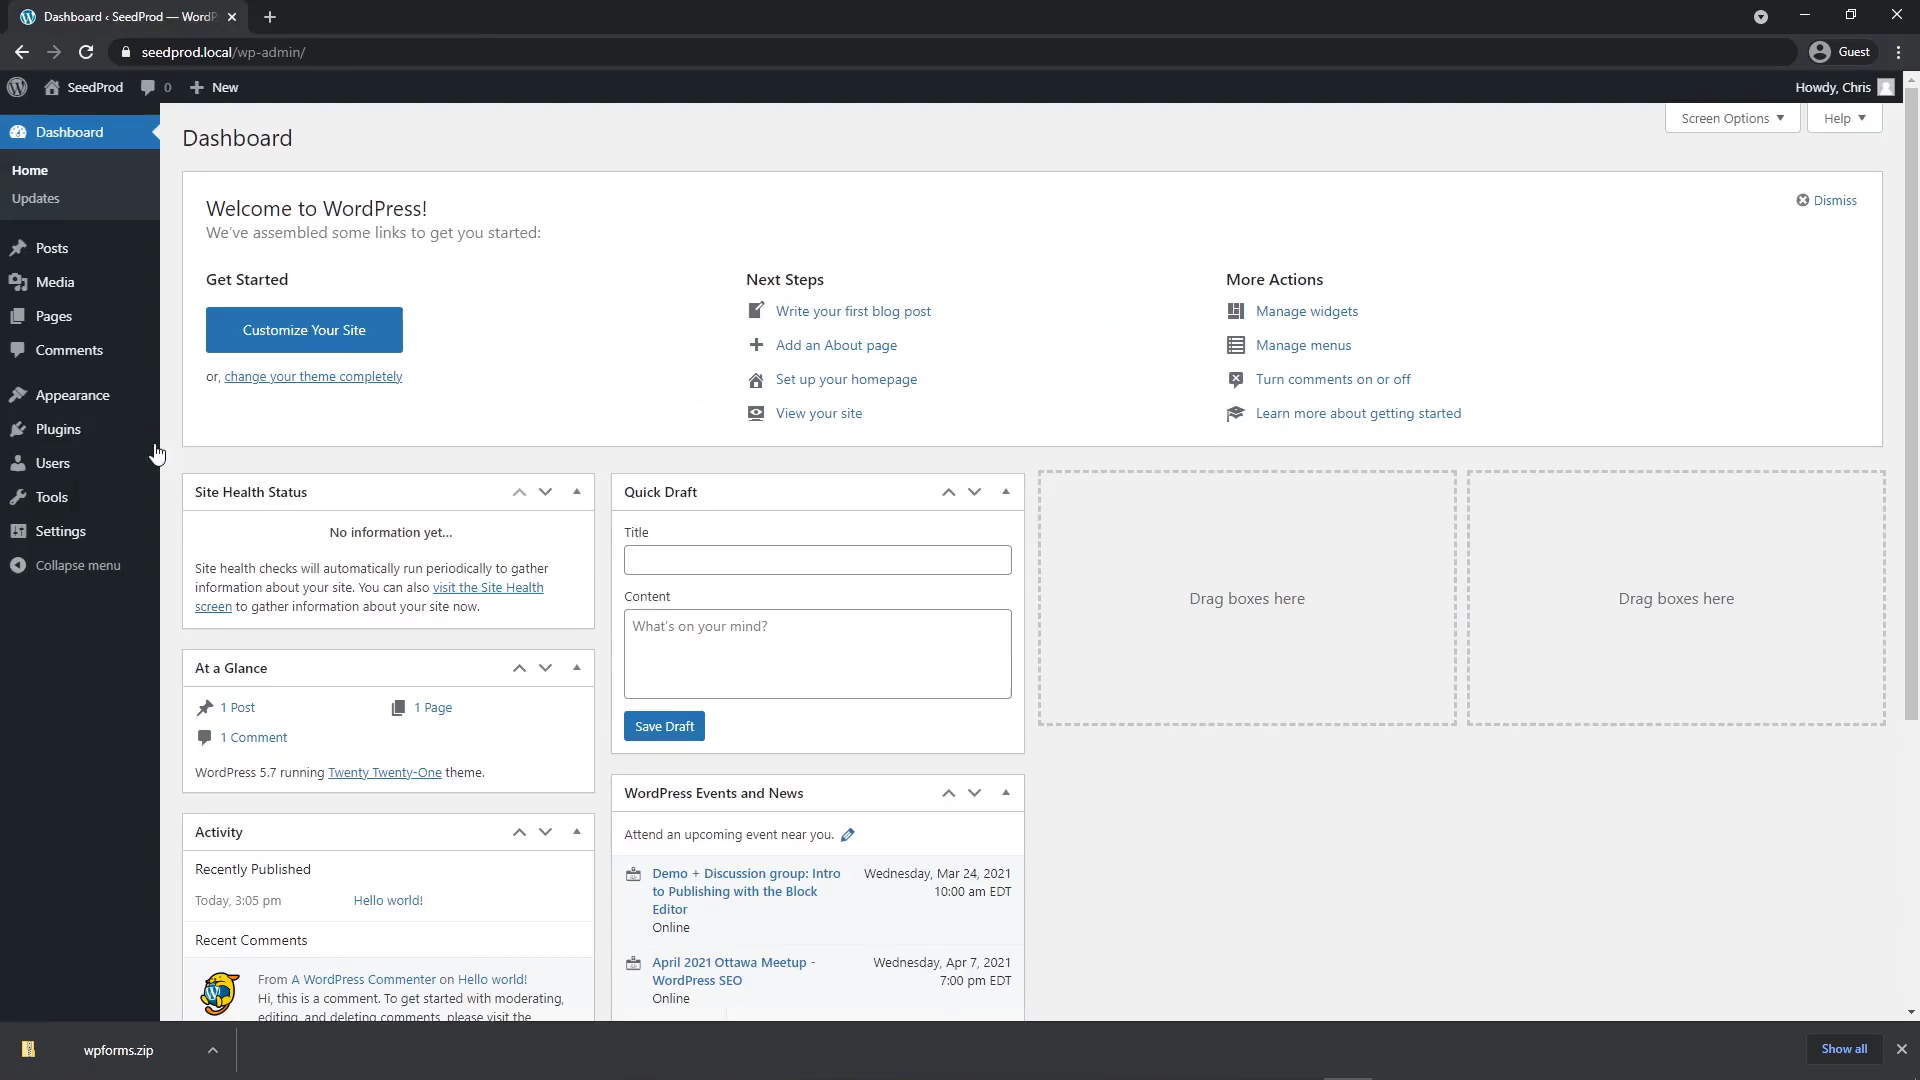 Dashboard ‹ SeedProd — WordP
seedprod.local/wp-admin/
Guest
SeedProd
0
New
Howdy, Chris
Dashboard
Home
Updates
Posts
Media
Pages
Comments
Appearance
Plugins
Users
Tools
Settings
Collapse menu
Dashboard
Screen Options
Help
Welcome to WordPress!
We've assembled some links to get you started:
Dismiss
Get Started
Customize Your Site
or, change your theme completely
Next Steps
Write your first blog post
Add an About page
Set up your homepage
View your site
More Actions
Manage widgets
Manage menus
Turn comments on or off
Learn more about getting started
Site Health Status
No information yet...
Site health checks will automatically run periodically to gather
information about your site. You can also visit the Site Health
screen to gather information about your site now.
At a Glance
1 Post
1 Page
1 Comment
WordPress 5.7 running Twenty Twenty-One theme.
Activity
Recently Published
Today, 3:05 pm
Hello world!
Recent Comments
From A WordPress Commenter on Hello world!
Hi, this is a comment. To get started with moderating,
editing, and deleting comments, please visit the
Quick Draft
Title
Content
What's on your mind?
Save Draft
WordPress Events and News
Attend an upcoming event near you.
Demo + Discussion group: Intro
to Publishing with the Block
Editor
Online
Wednesday, Mar 24, 2021
10:00 am EDT
April 2021 Ottawa Meetup -
WordPress SEO
Online
Wednesday, Apr 7, 2021
7:00 pm EDT
Drag boxes here
Drag boxes here
wpforms.zip
Show all